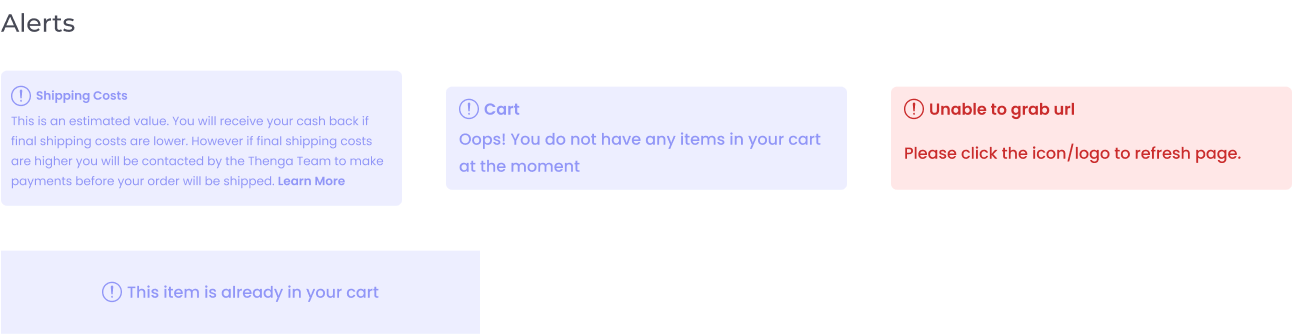 Alerts
Shipping Costs
This is an estimated value. You will receive your cash back if
final shipping costs are lower. However if final shipping costs
are higher you will be contacted by the Thenga Team to make
payments before your order will be shipped. Learn More
Cart
Oops! You do not have any items in your cart
at the moment
Unable to grab url
Please click the icon/logo to refresh page.
This item is already in your cart